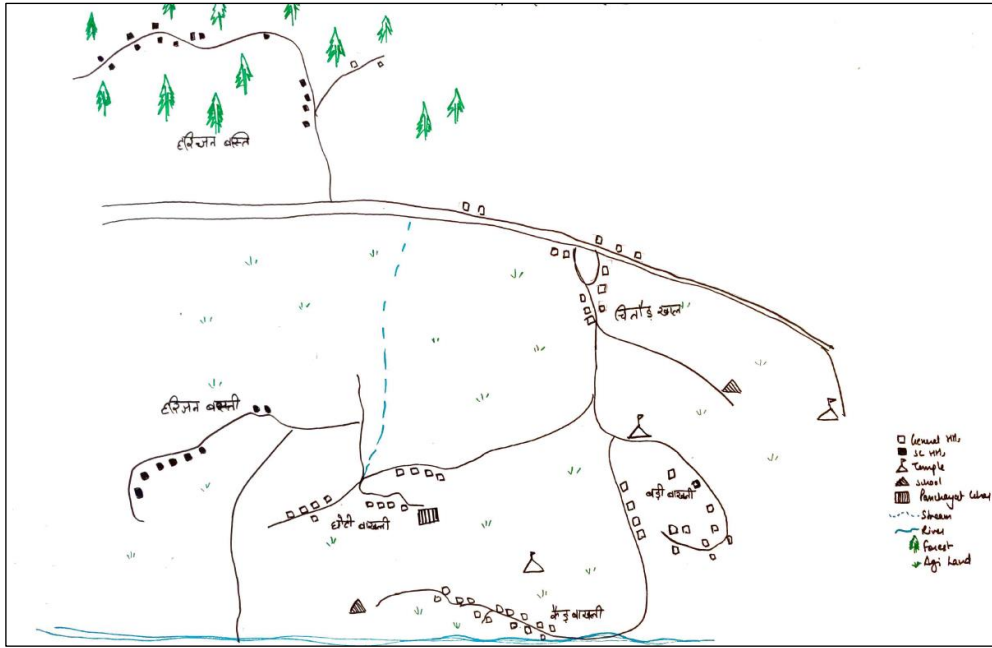 हरिजन बस्ति
चितौड़ खाल
हरिजन बस्ती
बड़ी बाखली
छोटी बाखली
कैड़ बाखली
General HHs
SC HHs
Temple
School
Panchayat Ghar
Stream
River
Forest
Agi Land